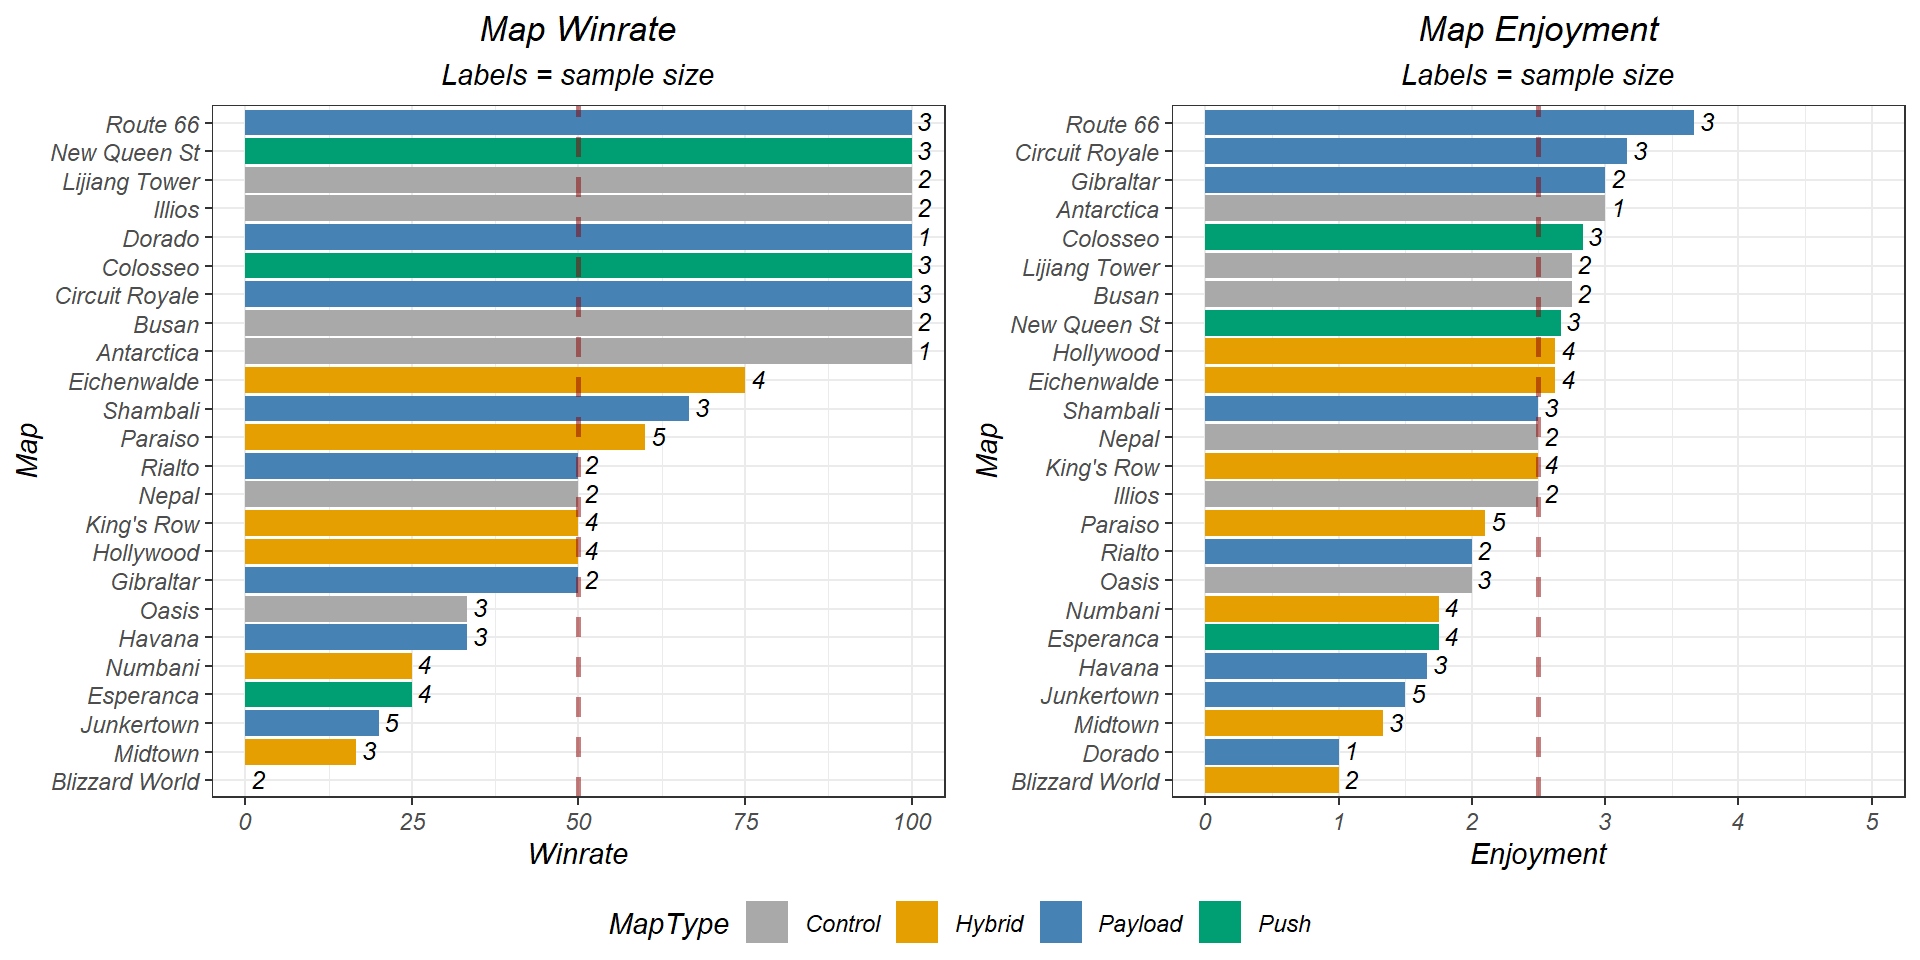 Map Winrate
Labels = sample size
Map
Route 66 3
New Queen St 3
Lijiang Tower 2
Illios 2
Dorado 1
Colosseo 3
Circuit Royale 3
Busan 2
Antarctica 1
Eichenwalde 4
Shambali 3
Paraiso 5
Rialto 2
Nepal 2
King's Row 4
Hollywood 4
Gibraltar 2
Oasis 3
Havana 3
Numbani 4
Esperanca 4
Junkertown 5
Midtown 3
Blizzard World 2
0 25 50 75 100
Winrate
Map Enjoyment
Labels = sample size
Map
Route 66 3
Circuit Royale 3
Gibraltar 2
Antarctica 1
Colosseo 3
Lijiang Tower 2
Busan 2
New Queen St 3
Hollywood 4
Eichenwalde 4
Shambali 3
Nepal 2
King's Row 4
Illios 2
Paraiso 5
Rialto 2
Oasis 3
Numbani 4
Esperanca 4
Havana 3
Junkertown 5
Midtown 3
Dorado 1
Blizzard World 2
0 1 2 3 4 5
Enjoyment
MapType Control Hybrid Payload Push